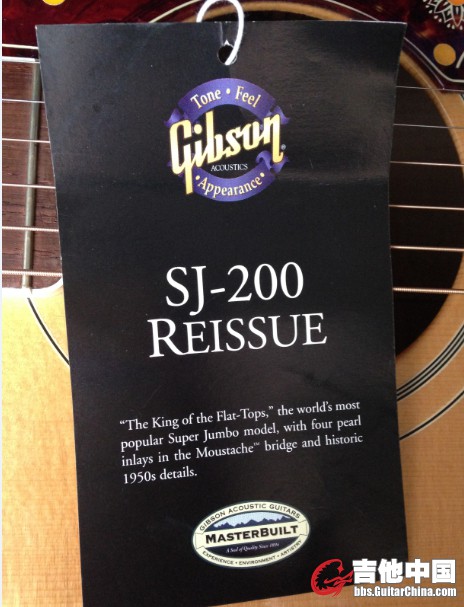 Tone • Feel
Gibson
ACOUSTICS
• Appearance •
SJ-200
REISSUE
“The King of the Flat-Tops,” the world's most
popular Super Jumbo model, with four pearl
inlays in the Moustache™ bridge and historic
1950s details.
GIBSON ACOUSTIC GUITARS
MASTERBUILT
A Seal of Quality Since 1894
EXPERIENCE • ENVIRONMENT • ARTISTRY
吉他中国
bbs.GuitarChina.com